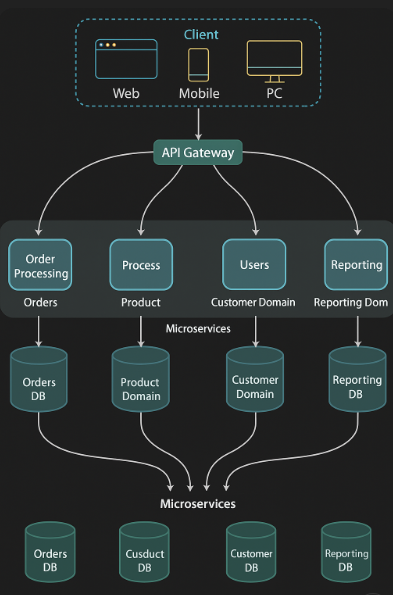 Client
Web Mobile PC
API Gateway
Order Processing
Process
Users
Reporting
Orders
Product
Customer Domain
Reporting Dom
Microservices
Orders DB
Product Domain
Customer Domain
Reporting DB
Microservices
Orders DB
Cusduct DB
Customer DB
Reporting DB